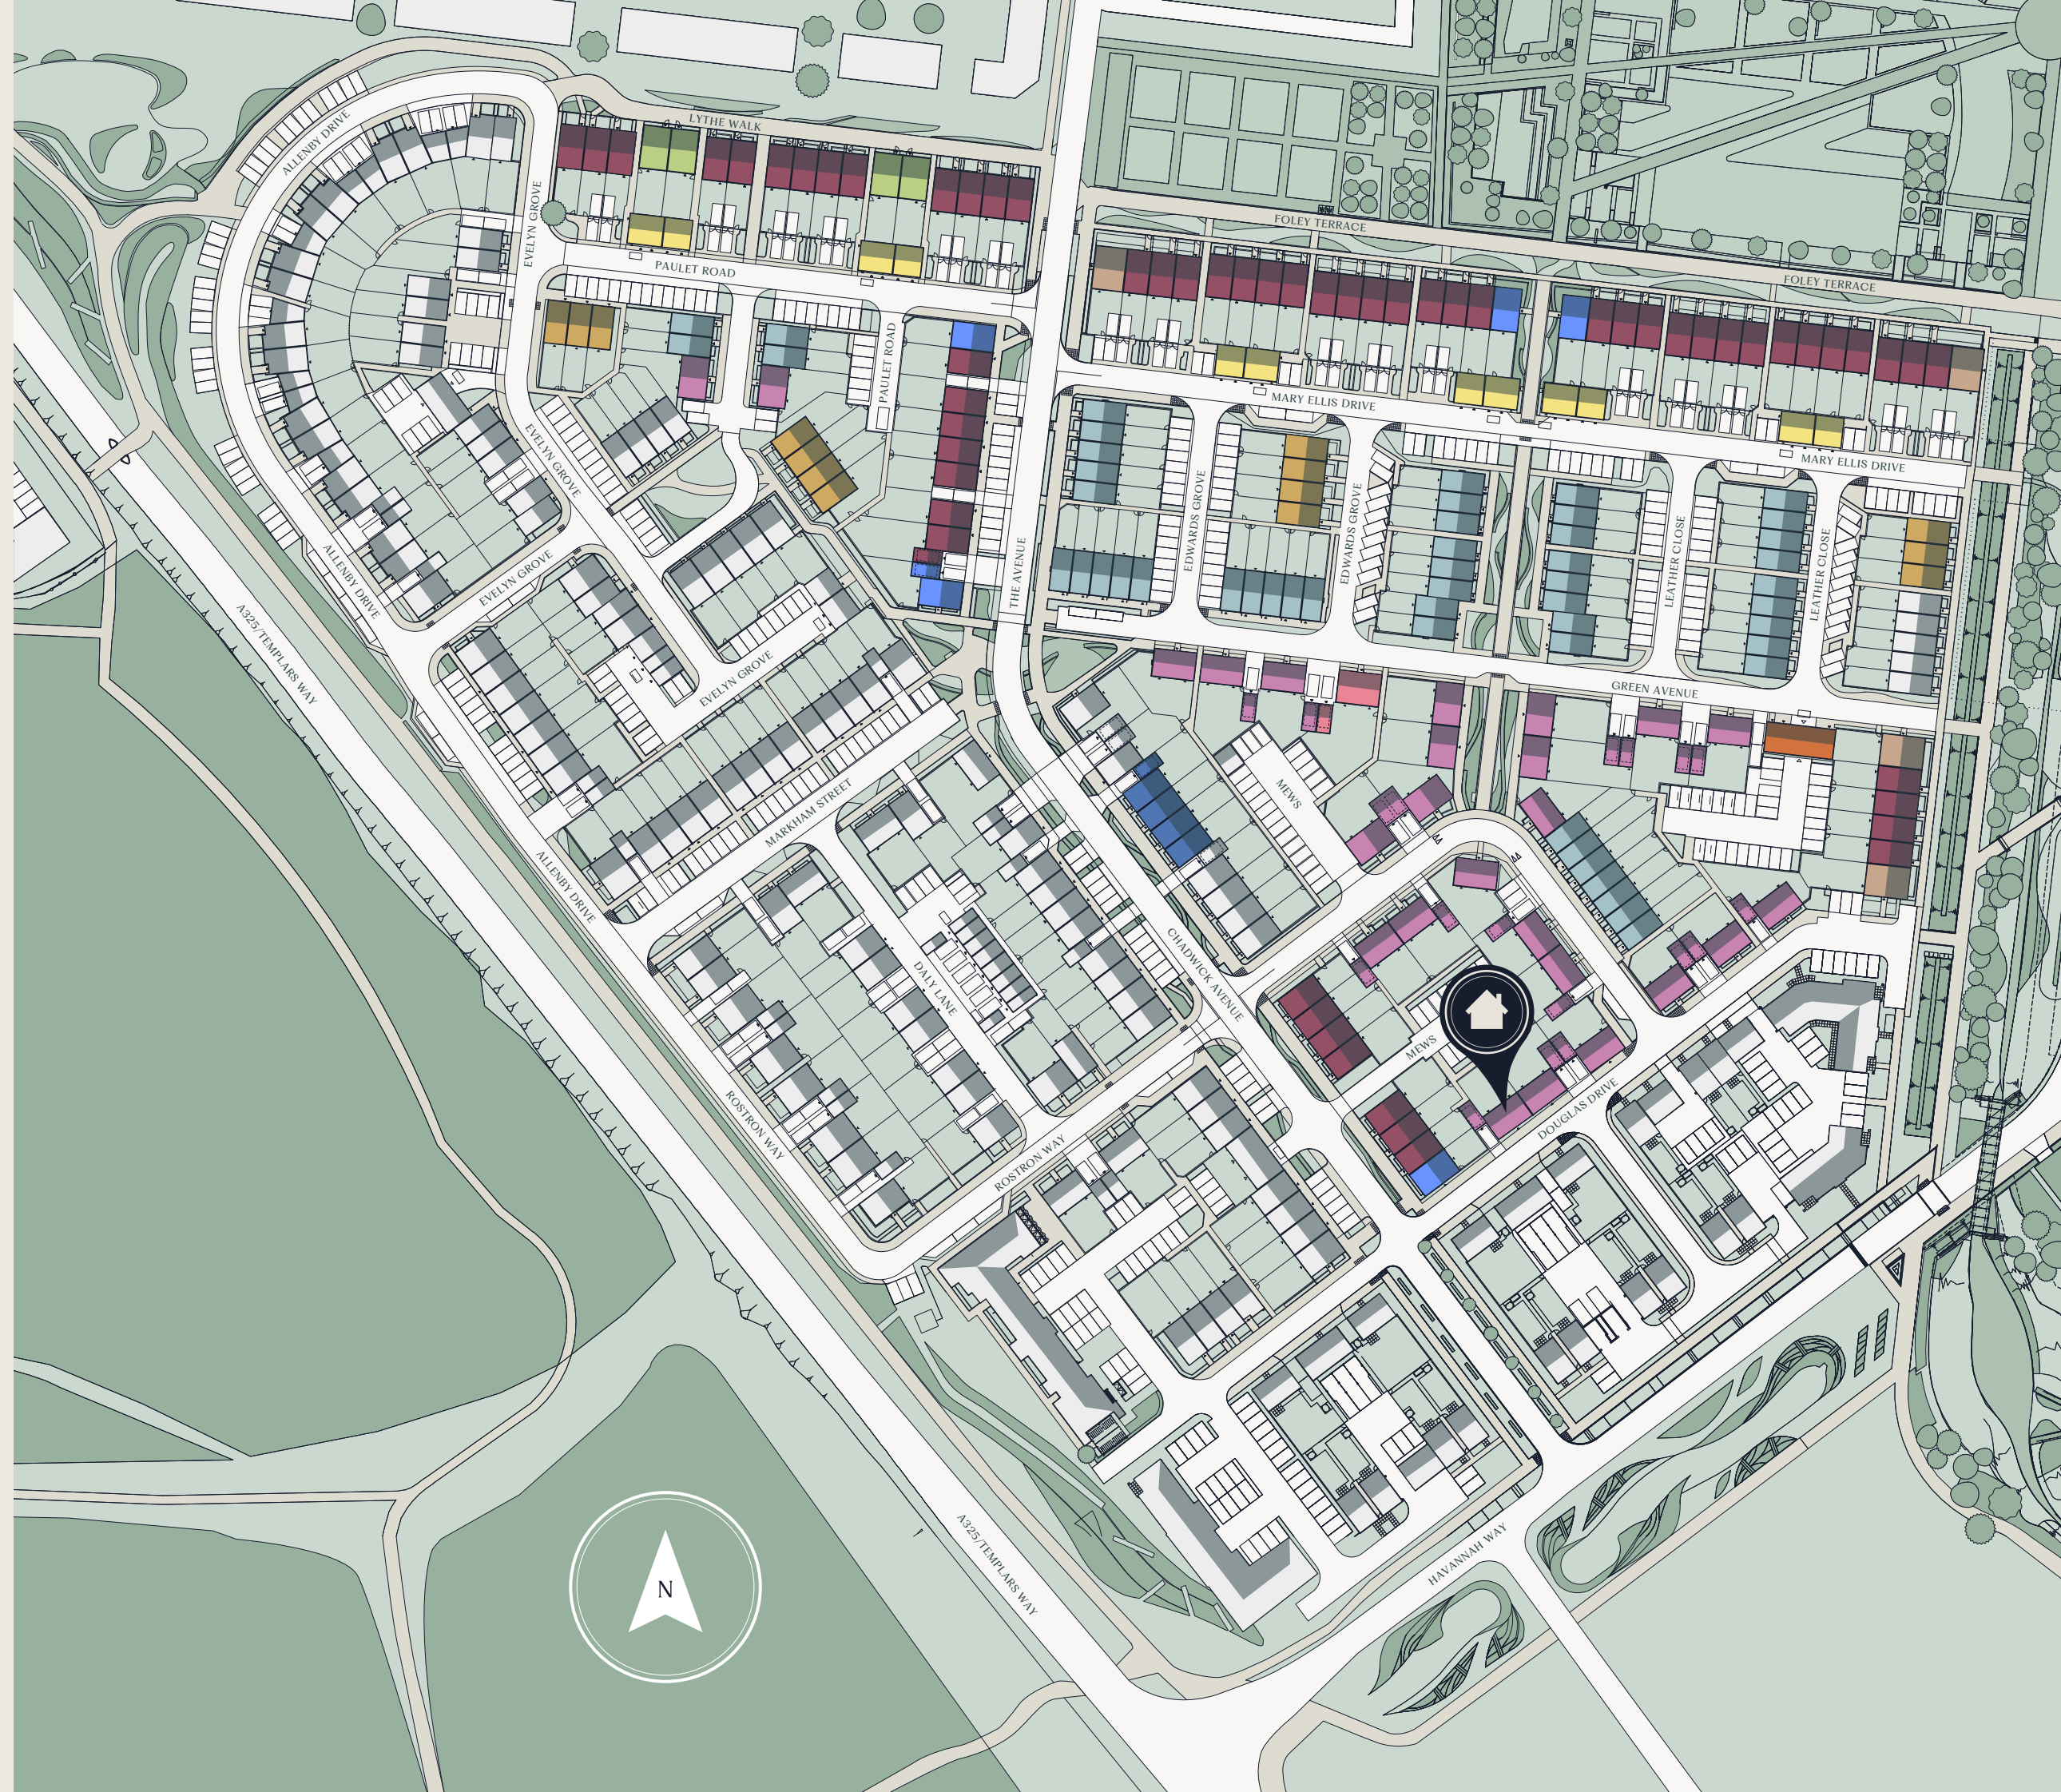 LYTHE WALK
ALLENBY DRIVE
EVELYN GROVE
FOLEY TERRACE
FOLEY TERRACE
PAULET ROAD
PAULET ROAD
MARY ELLIS DRIVE
MARY ELLIS DRIVE
EVELYN GROVE
EDWARDS GROVE
EDWARDS GROVE
LEATHER CLOSE
LEATHER CLOSE
THE AVENUE
ALLENBY DRIVE
EVELYN GROVE
A325/TEMPLARS WAY
EVELYN GROVE
GREEN AVENUE
MEWS
MARKHAM STREET
ALLENBY DRIVE
CHADWICK AVENUE
DALY LANE
MEWS
DOUGLAS DRIVE
ROSTRON WAY
ROSTRON WAY
A325/TEMPLARS WAY
HAVANNAH WAY
N